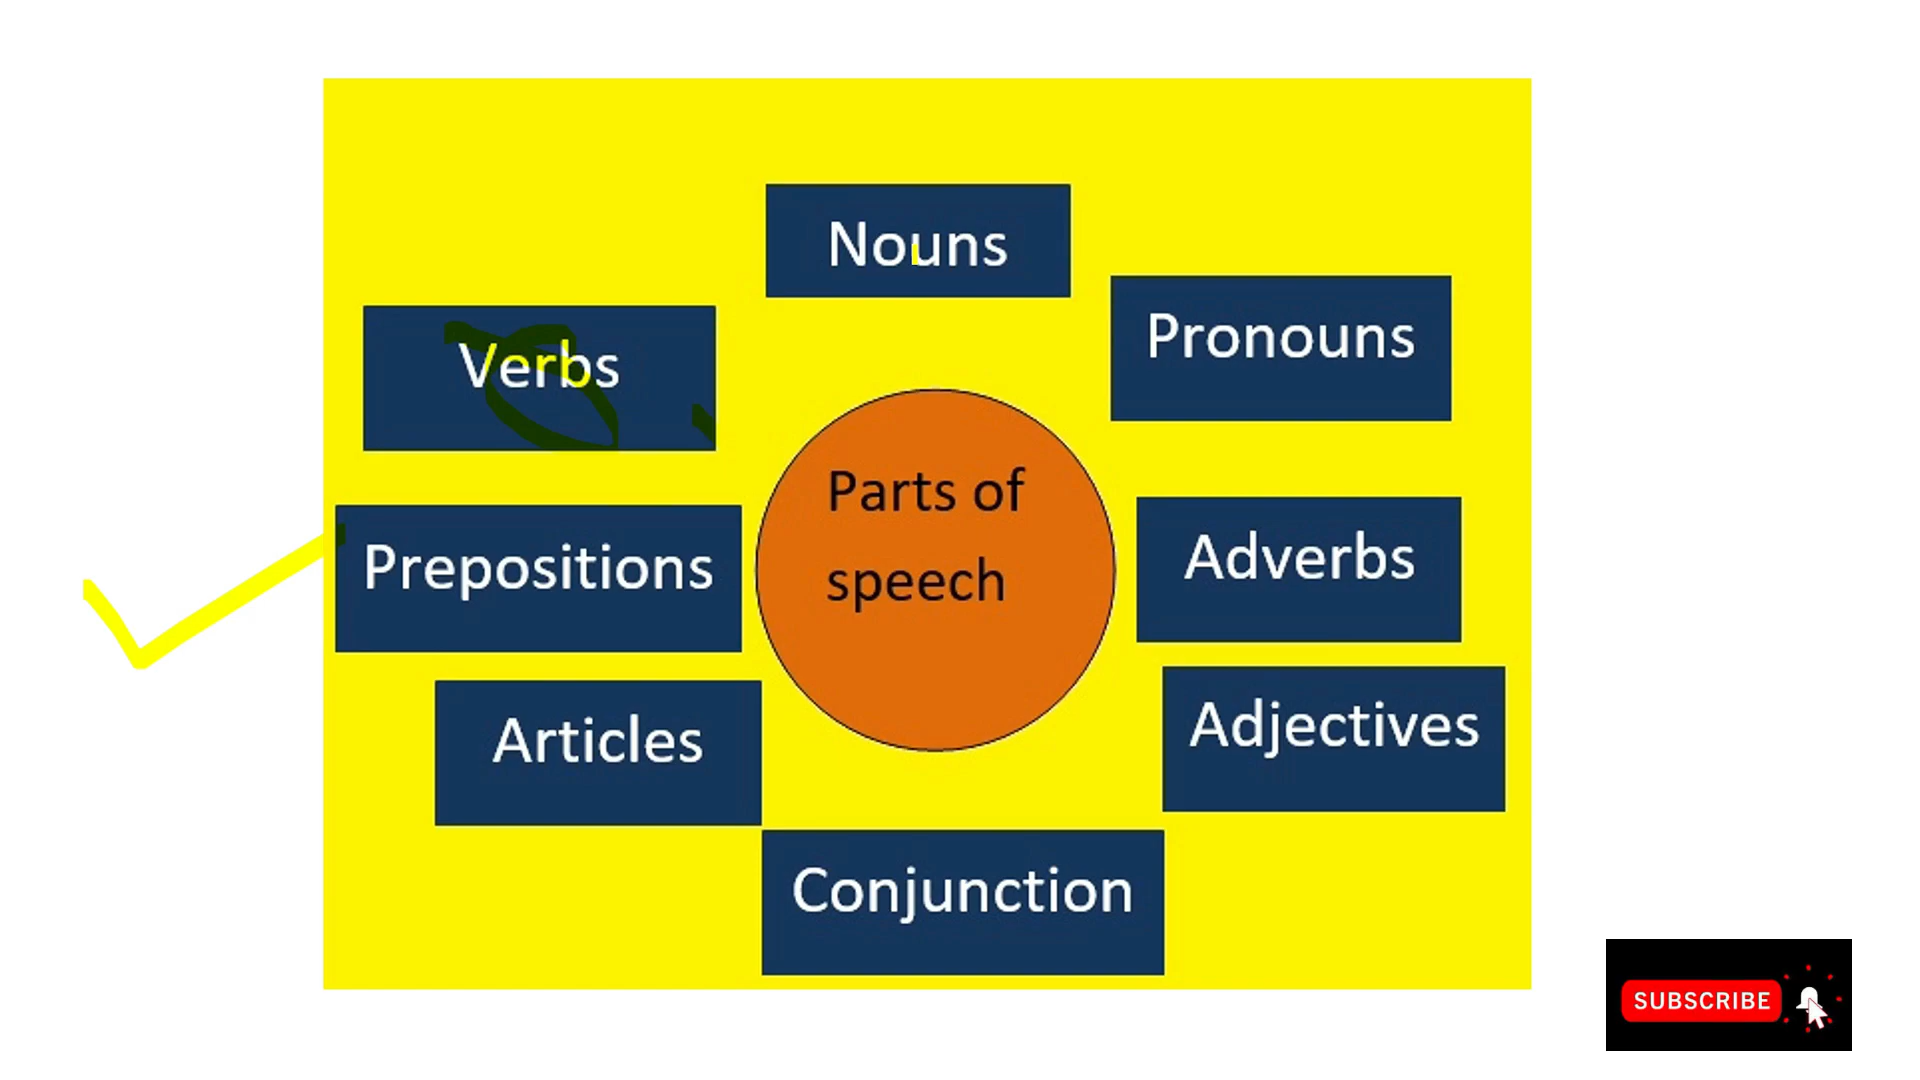 Nouns
Pronouns
Verbs
Parts of
speech
Adverbs
Prepositions
Adjectives
Articles
Conjunction
SUBSCRIBE